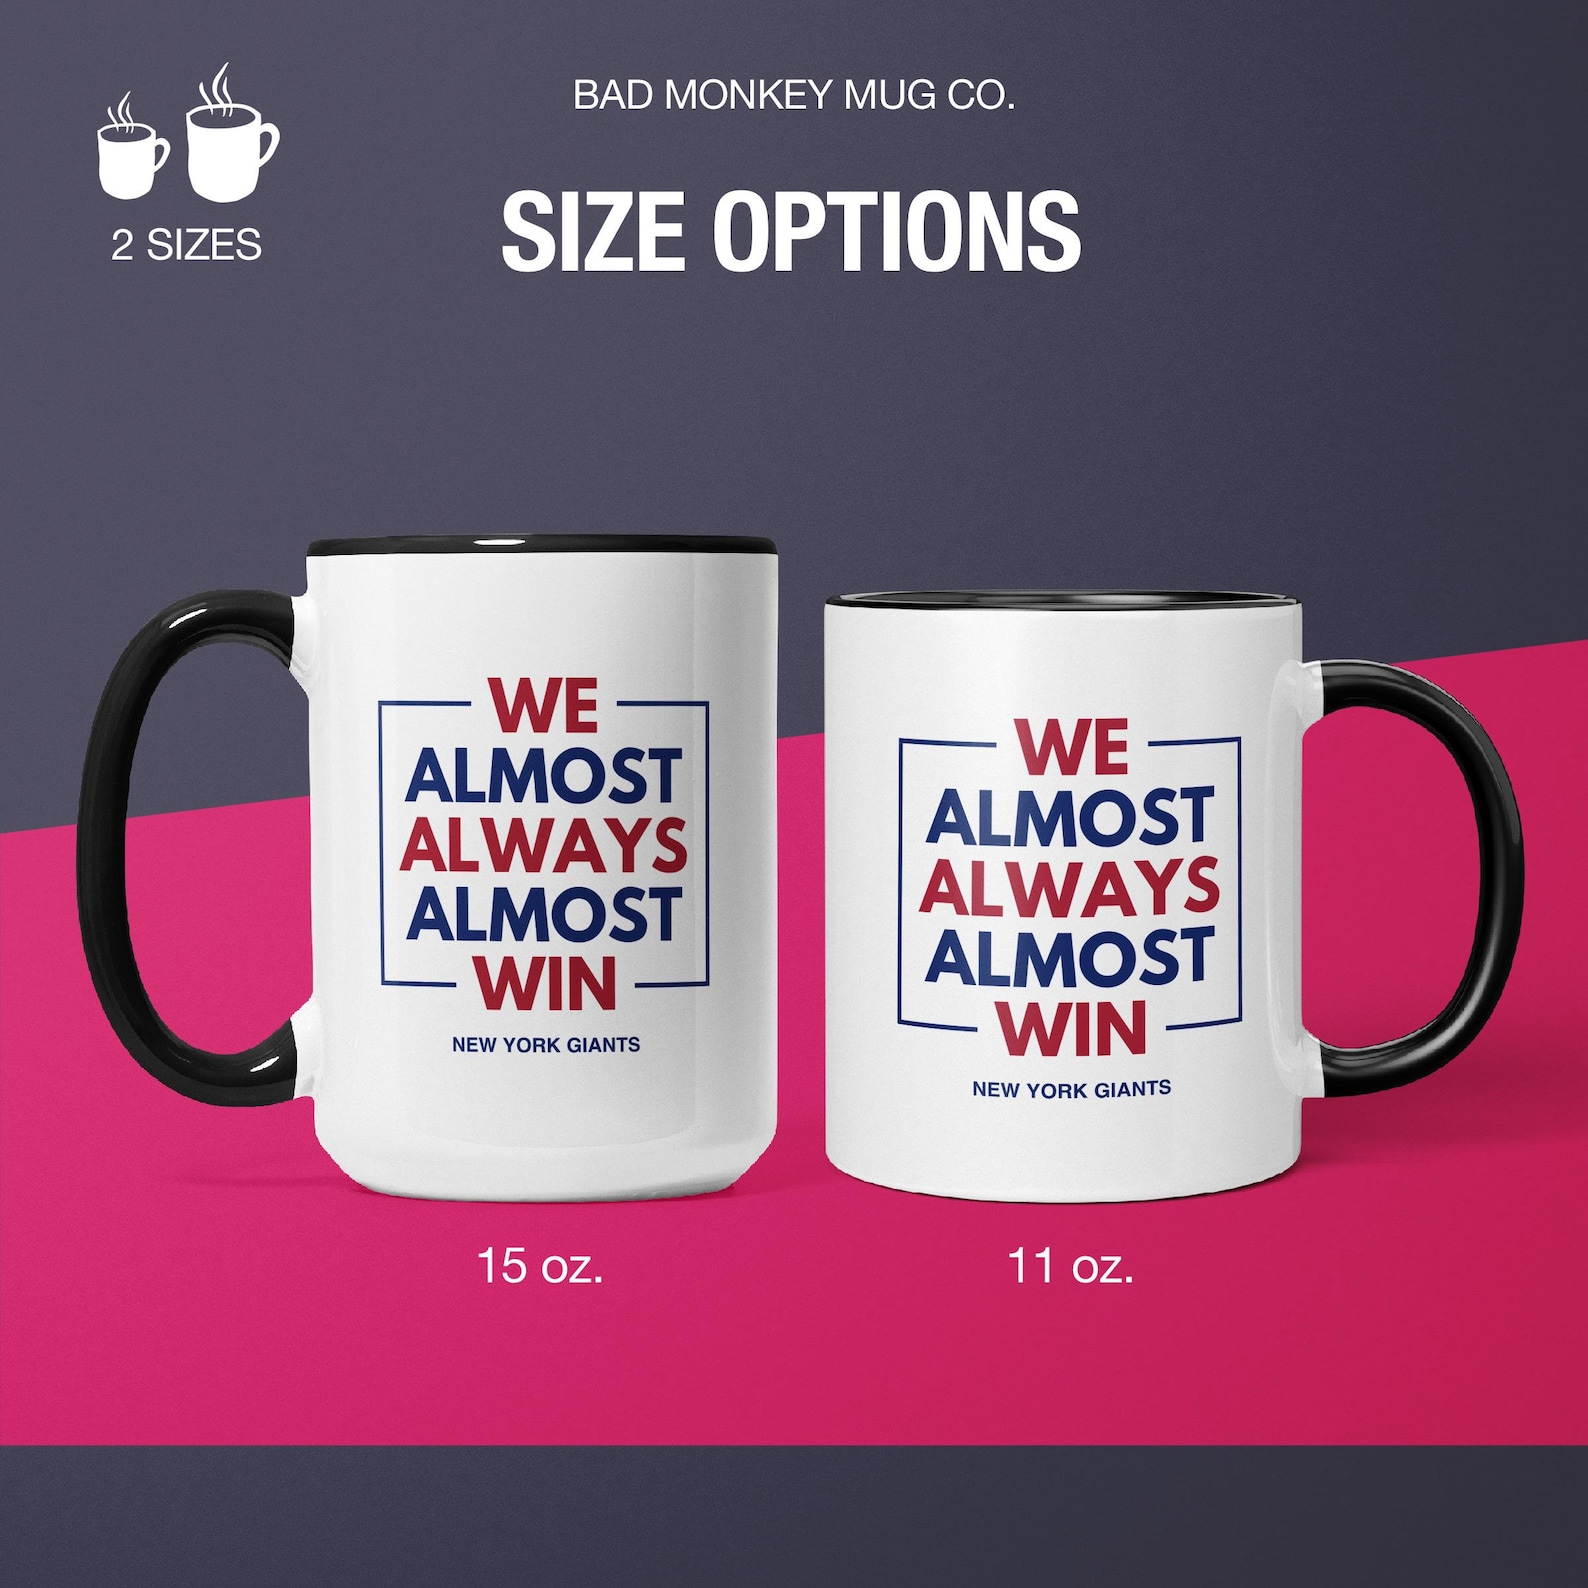 BAD MONKEY MUG CO.
SIZE OPTIONS
2 SIZES
WE
ALMOST
ALWAYS
ALMOST
WIN
NEW YORK GIANTS
15 oz.
WE
ALMOST
ALWAYS
ALMOST
WIN
NEW YORK GIANTS
11 oz.